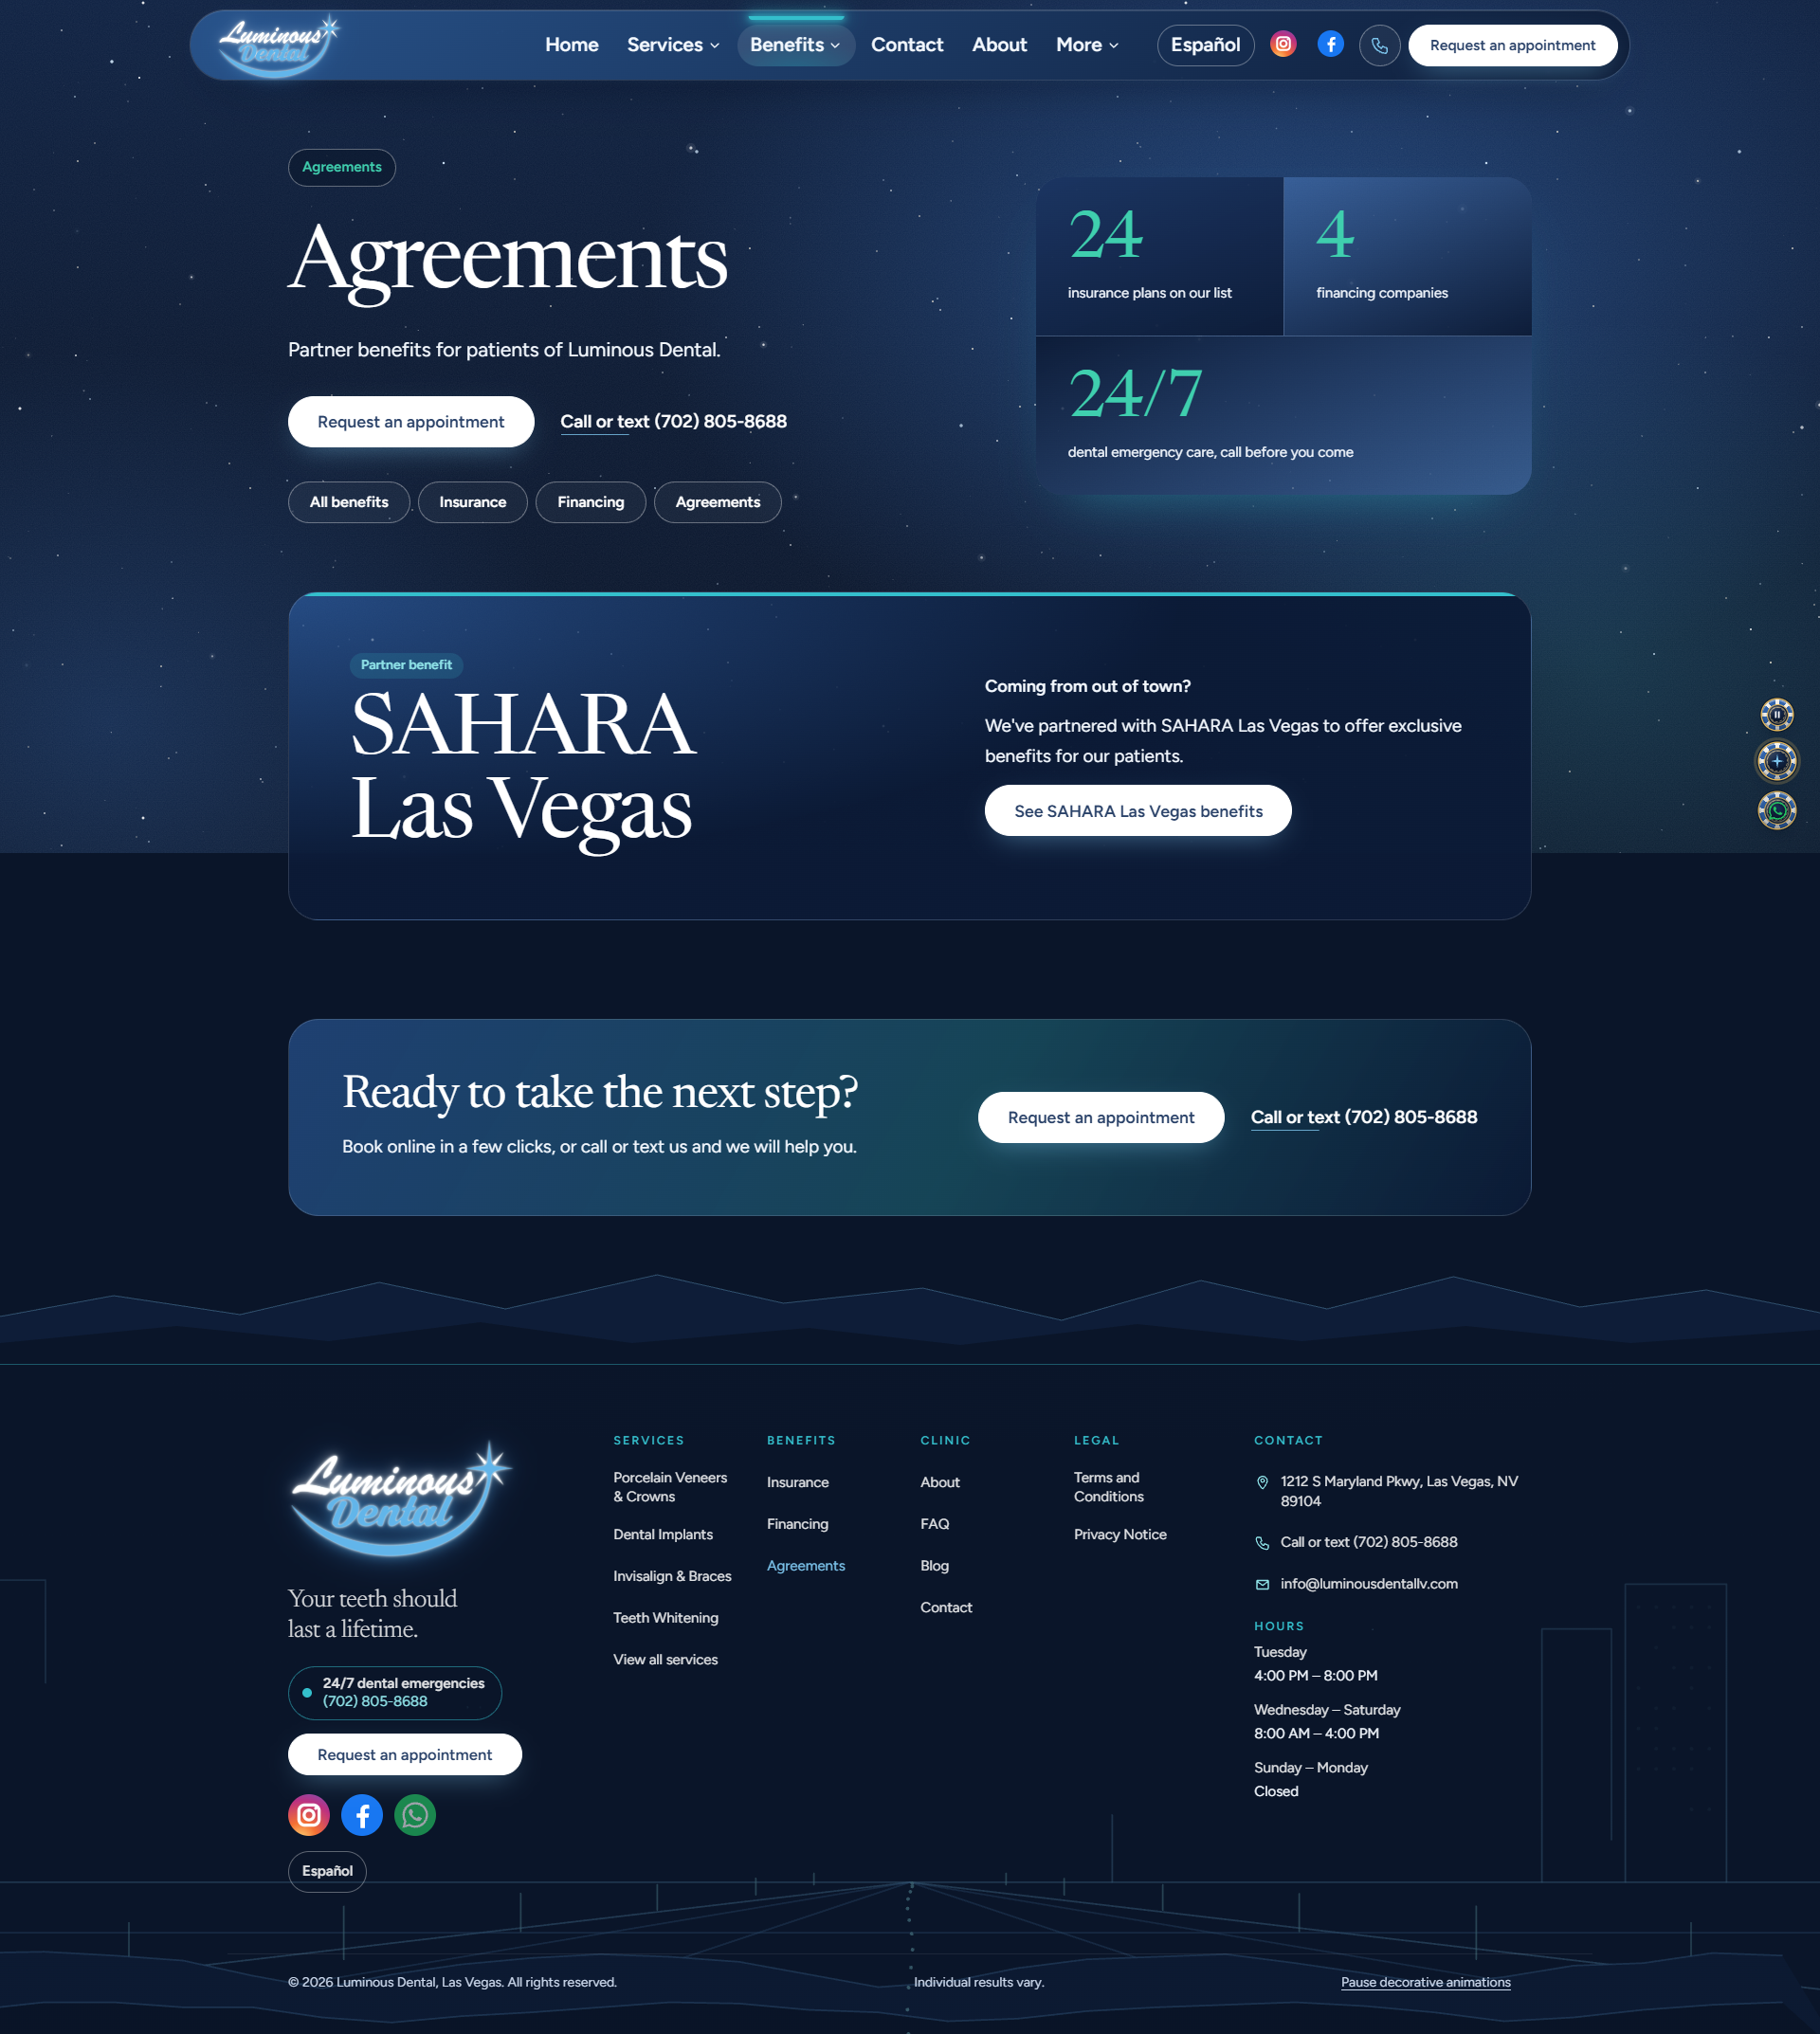 Luminous
Dental
Home
Services
Benefits
Contact
About
More
Español
Request an appointment
Agreements
Agreements
Partner benefits for patients of Luminous Dental.
Request an appointment
Call or text (702) 805-8688
All benefits
Insurance
Financing
Agreements
24
insurance plans on our list
4
financing companies
24/7
dental emergency care, call before you come
Partner benefit
SAHARA
Las Vegas
Coming from out of town?
We've partnered with SAHARA Las Vegas to offer exclusive
benefits for our patients.
See SAHARA Las Vegas benefits
Ready to take the next step?
Book online in a few clicks, or call or text us and we will help you.
Request an appointment
Call or text (702) 805-8688
Luminous
Dental
Your teeth should
last a lifetime.
24/7 dental emergencies
(702) 805-8688
Request an appointment
Español
SERVICES
Porcelain Veneers
& Crowns
Dental Implants
Invisalign & Braces
Teeth Whitening
View all services
BENEFITS
Insurance
Financing
Agreements
CLINIC
About
FAQ
Blog
Contact
LEGAL
Terms and
Conditions
Privacy Notice
CONTACT
1212 S Maryland Pkwy, Las Vegas, NV
89104
Call or text (702) 805-8688
info@luminousdentallv.com
HOURS
Tuesday
4:00 PM – 8:00 PM
Wednesday – Saturday
8:00 AM – 4:00 PM
Sunday – Monday
Closed
© 2026 Luminous Dental, Las Vegas. All rights reserved.
Individual results vary.
Pause decorative animations